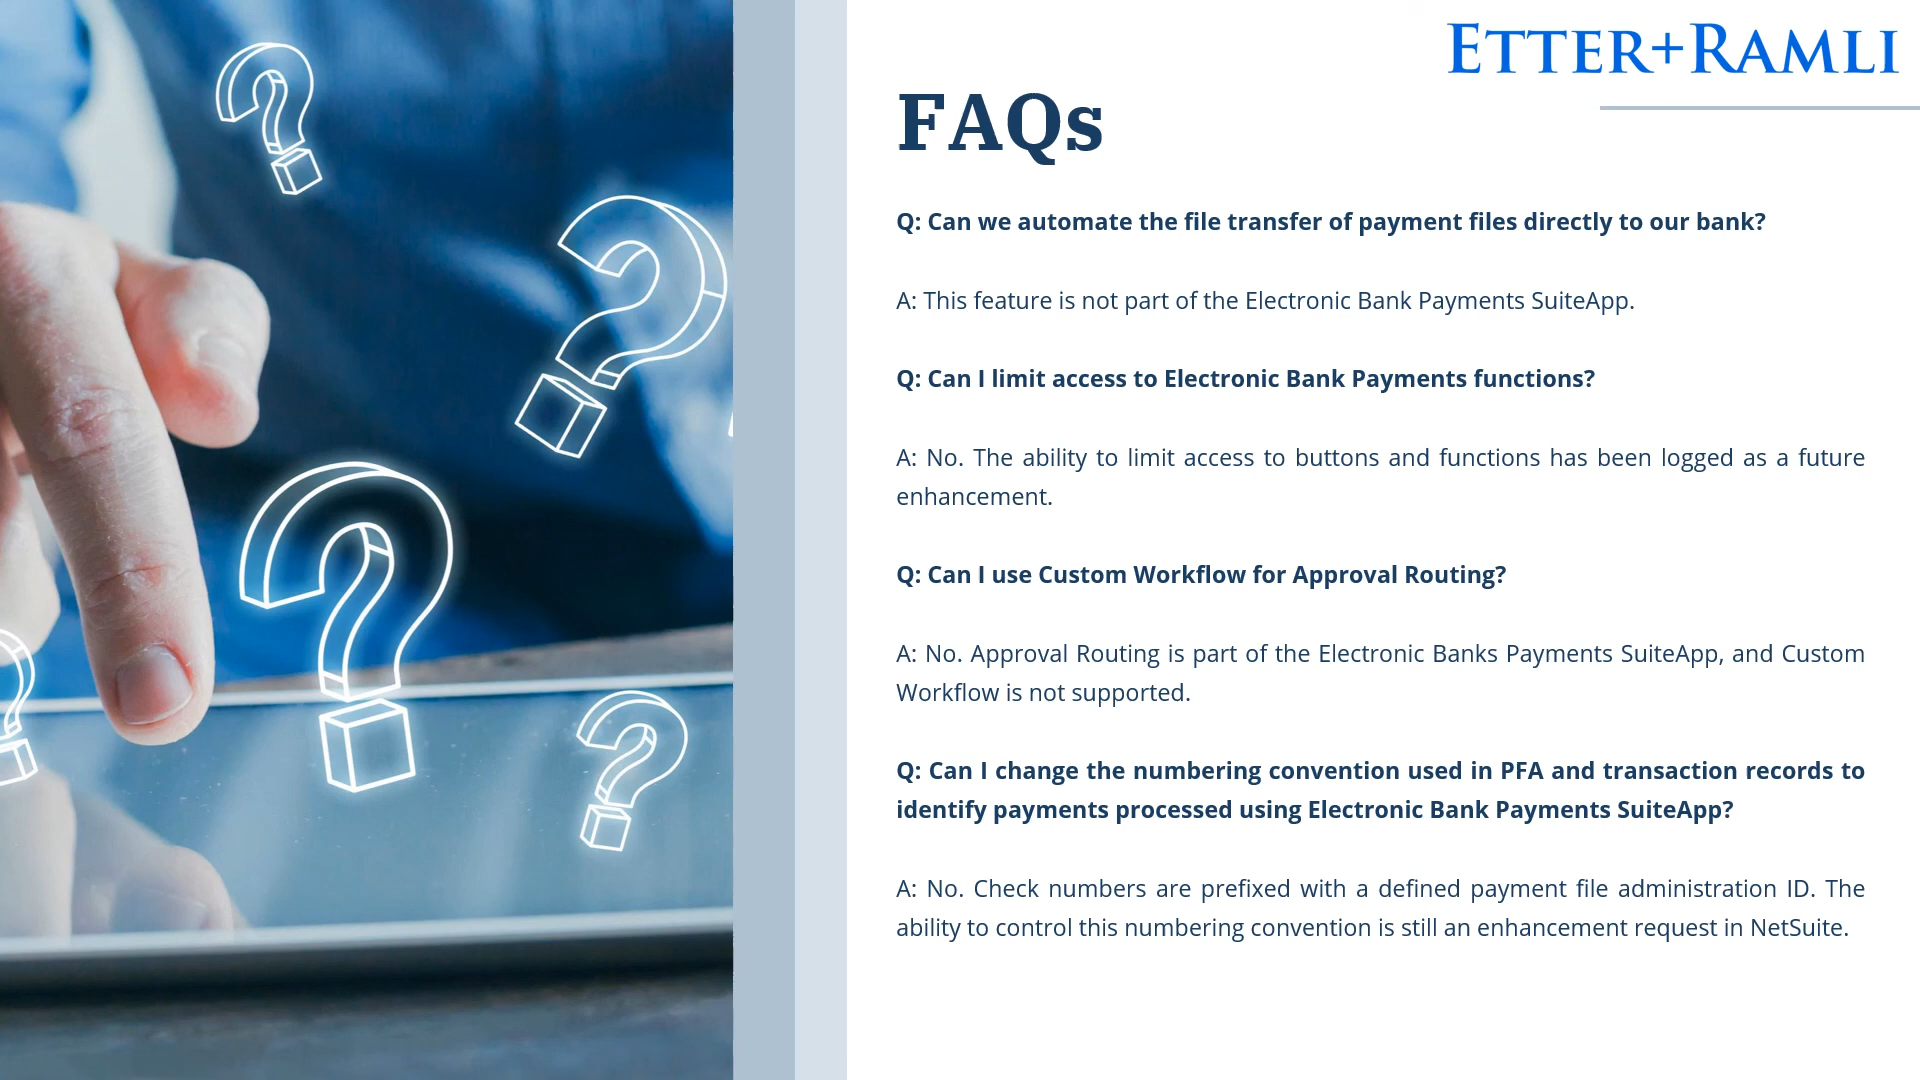 ETTER+RAMLI
FAQs
Q: Can we automate the file transfer of payment files directly to our bank?
A: This feature is not part of the Electronic Bank Payments SuiteApp.
Q: Can I limit access to Electronic Bank Payments functions?
A: No. The ability to limit access to buttons and functions has been logged as a future
enhancement.
Q: Can I use Custom Workflow for Approval Routing?
A: No. Approval Routing is part of the Electronic Banks Payments SuiteApp, and Custom
Workflow is not supported.
Q: Can I change the numbering convention used in PFA and transaction records to
identify payments processed using Electronic Bank Payments SuiteApp?
A: No. Check numbers are prefixed with a defined payment file administration ID. The
ability to control this numbering convention is still an enhancement request in NetSuite.